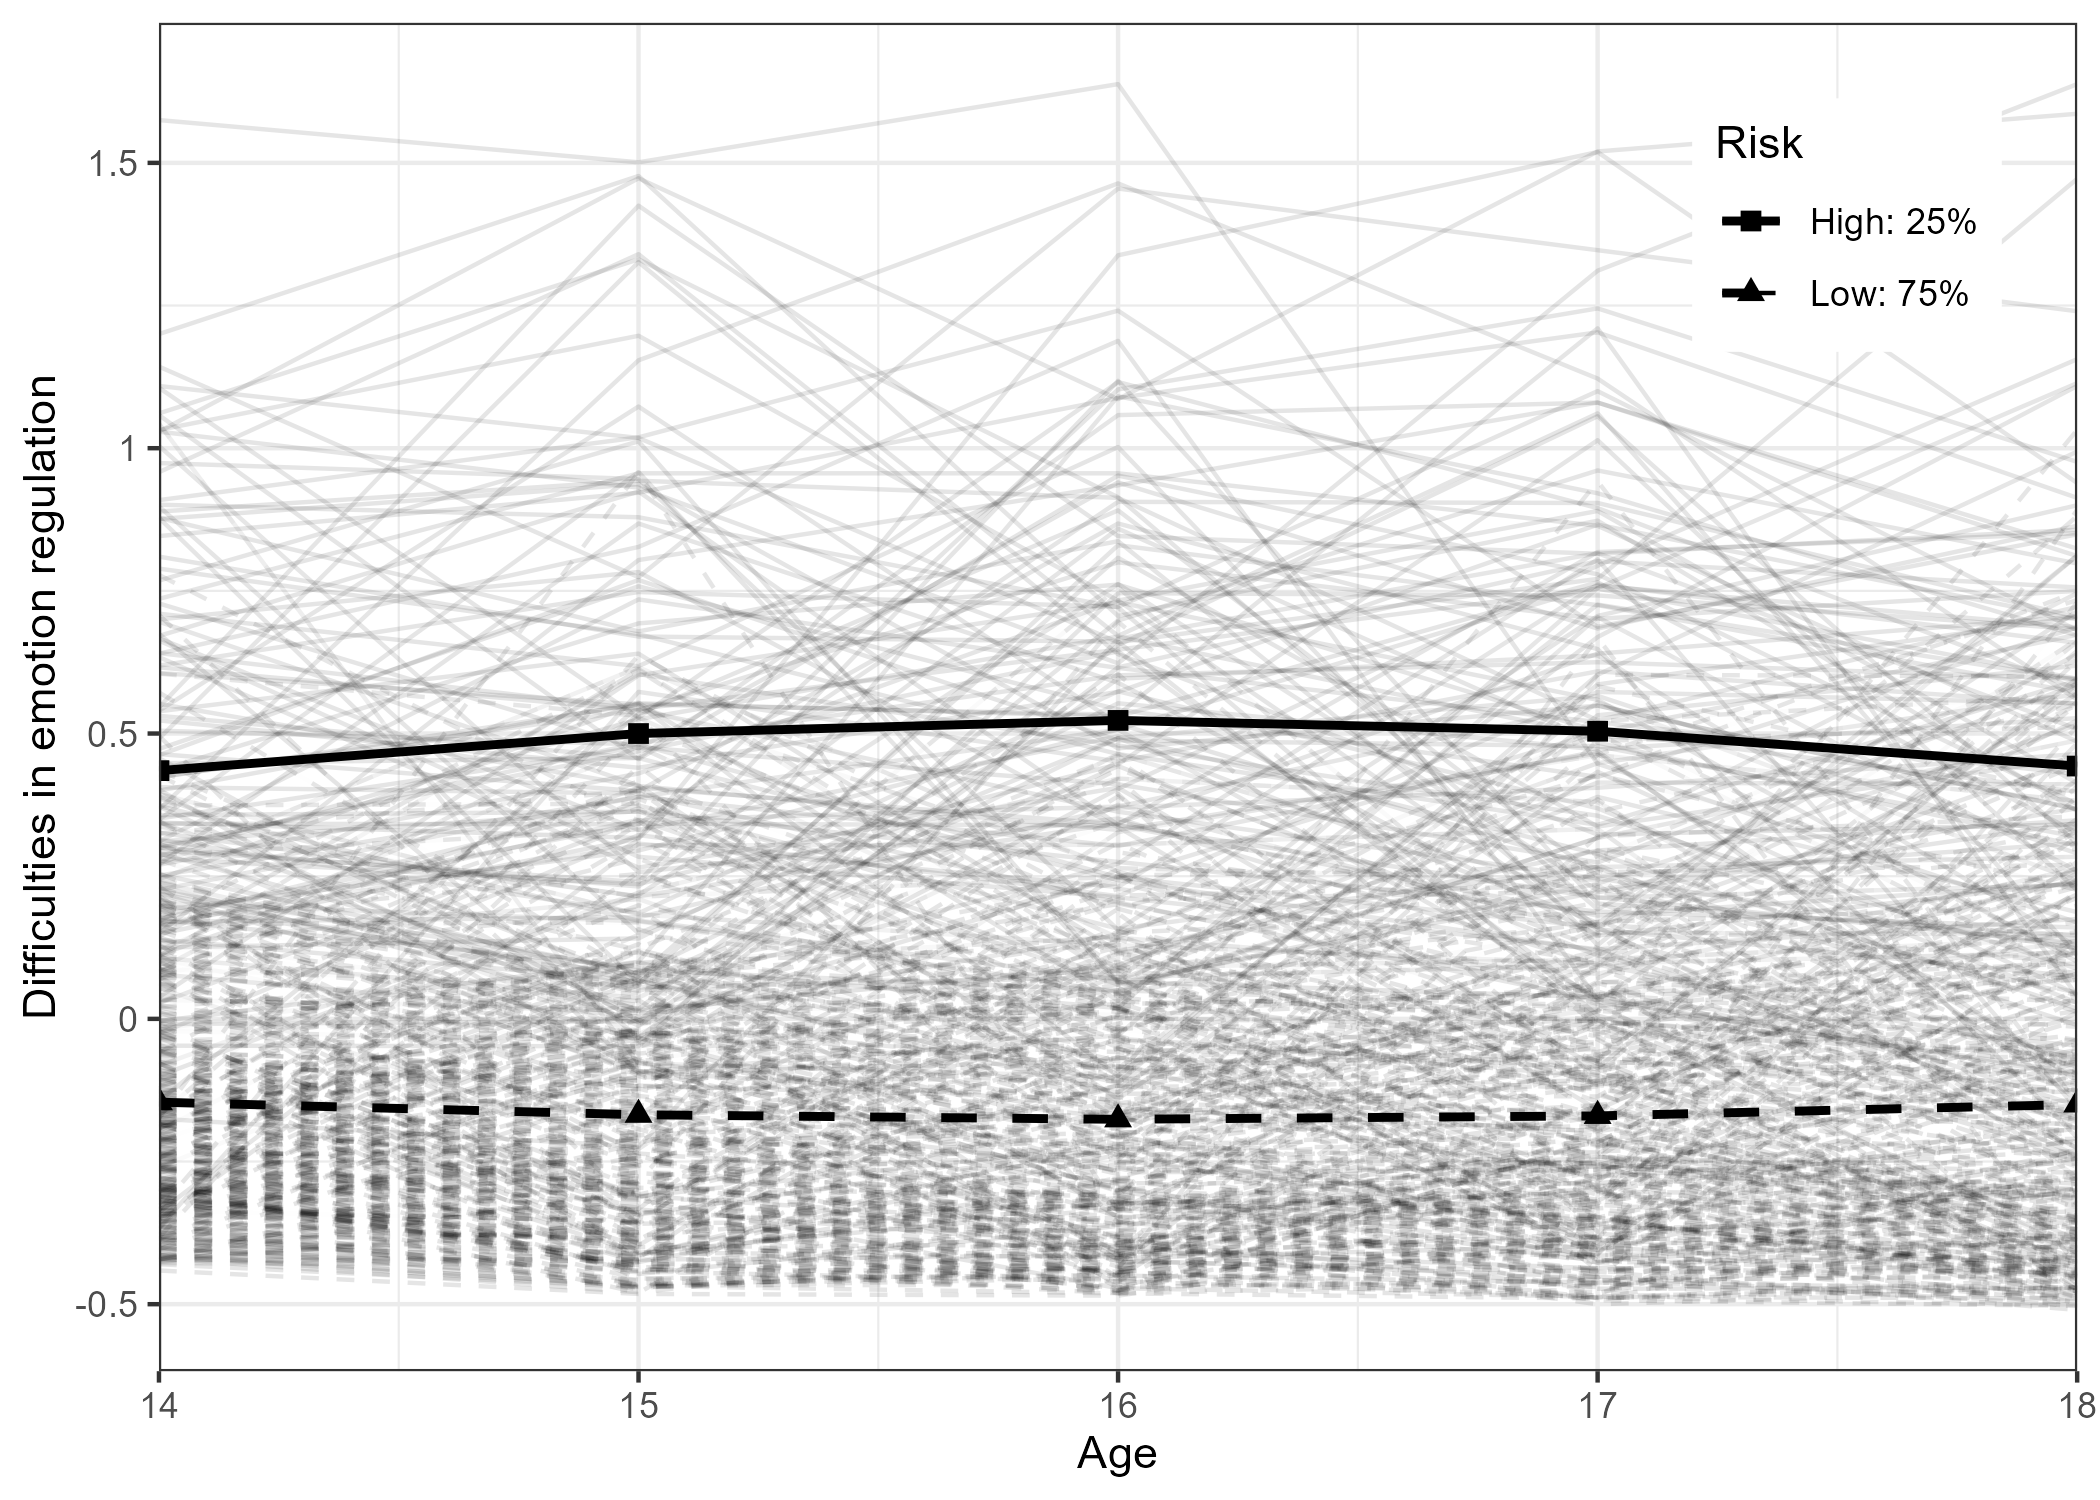 Difficulties in emotion regulation
1.5
1
0.5
0
-0.5
Risk
High: 25%
Low: 75%
14
15
16
17
18
Age